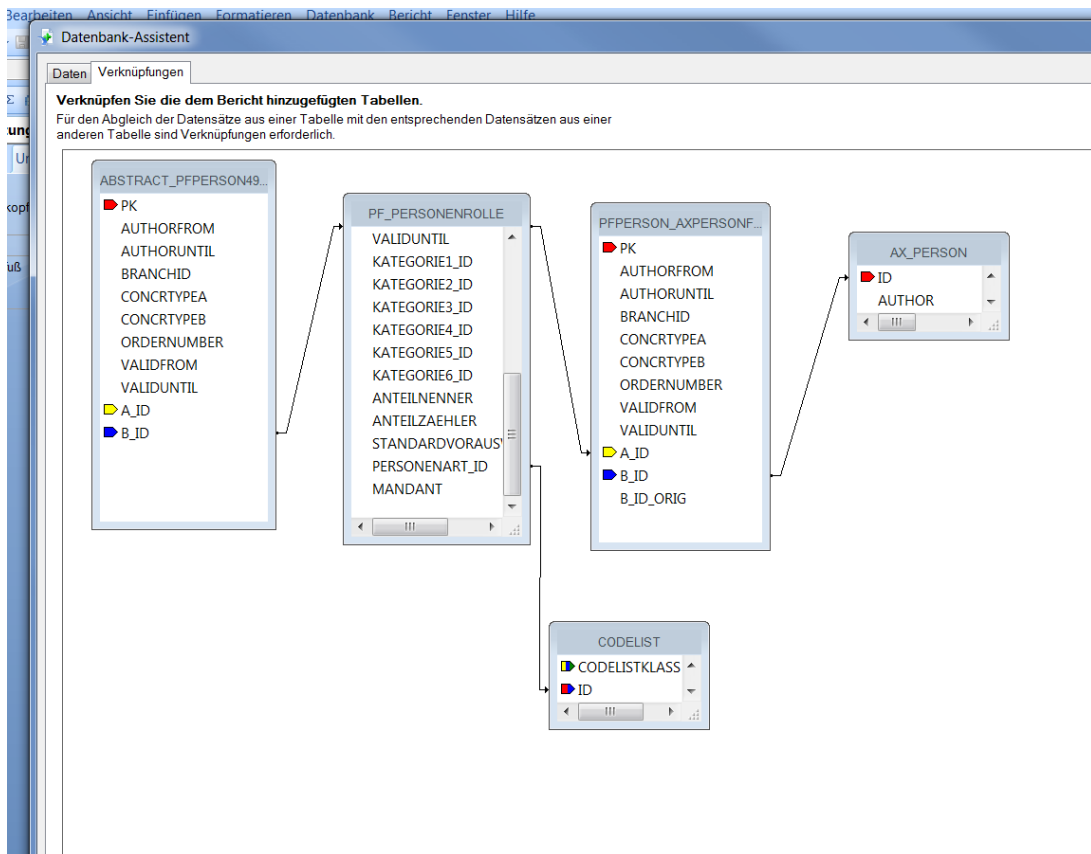 Bearbeiten Ansicht Einfügen Formatieren Datenbank Bericht Fenster Hilfe
Datenbank-Assistent
Daten Verknüpfungen
Verknüpfen Sie die dem Bericht hinzugefügten Tabellen.
Für den Abgleich der Datensätze aus einer Tabelle mit den entsprechenden Datensätzen aus einer
anderen Tabelle sind Verknüpfungen erforderlich.
ABSTRACT_PFPERSON49...
PK
AUTHORFROM
AUTHORUNTIL
BRANCHID
CONCRTYPEA
CONCRTYPEB
ORDERNUMBER
VALIDFROM
VALIDUNTIL
A_ID
B_ID
PF_PERSONENROLLE
VALIDUNTIL
KATEGORIE1_ID
KATEGORIE2_ID
KATEGORIE3_ID
KATEGORIE4_ID
KATEGORIE5_ID
KATEGORIE6_ID
ANTEILNENNER
ANTEILZAEHLER
STANDARDVORAUS
PERSONENART_ID
MANDANT
PFPERSON_AXPERSONF...
PK
AUTHORFROM
AUTHORUNTIL
BRANCHID
CONCRTYPEA
CONCRTYPEB
ORDERNUMBER
VALIDFROM
VALIDUNTIL
A_ID
B_ID
B_ID_ORIG
AX_PERSON
ID
AUTHOR
CODELIST
CODELISTKLASS
ID